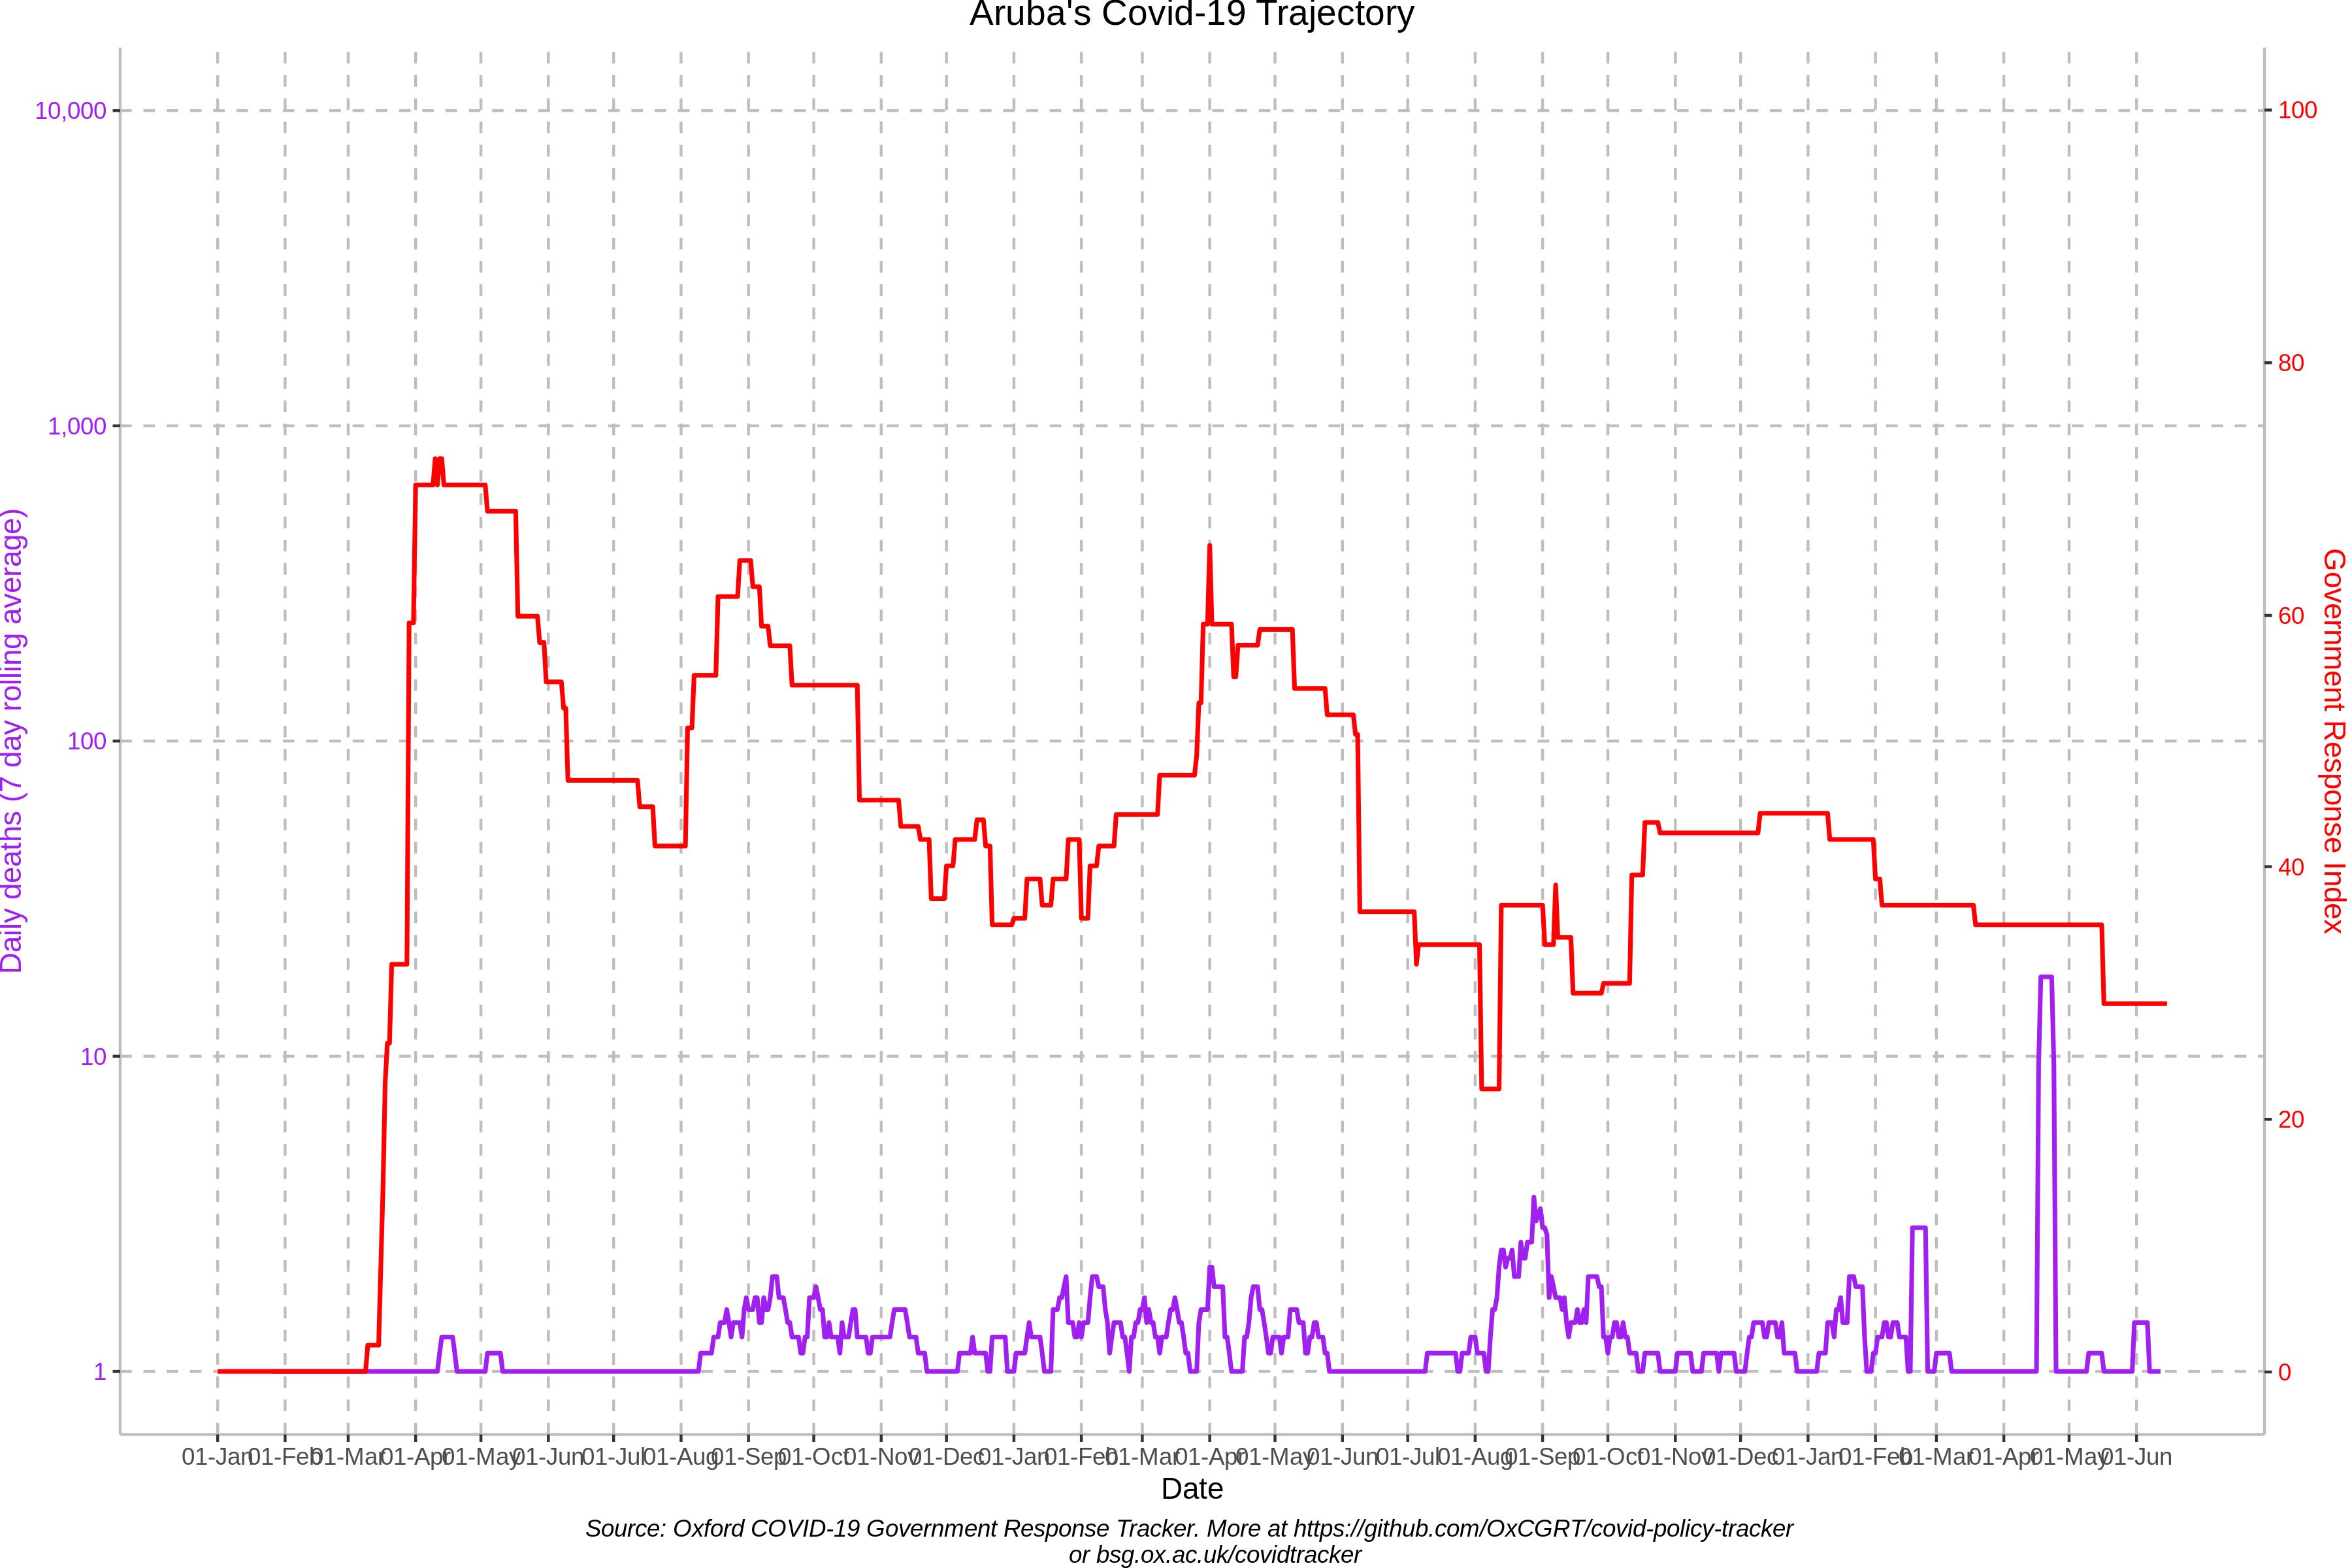 Aruba's Covid-19 Trajectory
Daily deaths (7 day rolling average)
10,000
1,000
100
10
1
100
80
60
40
20
0
Government Response Index
01-Jan 01-Feb 01-Mar 01-Apr 01-May 01-Jun 01-Jul 01-Aug 01-Sep 01-Oct 01-Nov 01-Dec 01-Jan 01-Feb 01-Mar 01-Apr 01-May 01-Jun 01-Jul 01-Aug 01-Sep 01-Oct 01-Nov 01-Dec 01-Jan 01-Feb 01-Mar 01-Apr 01-May 01-Jun
Date
Source: Oxford COVID-19 Government Response Tracker. More at https://github.com/OxCGRT/covid-policy-tracker
or bsg.ox.ac.uk/covidtracker